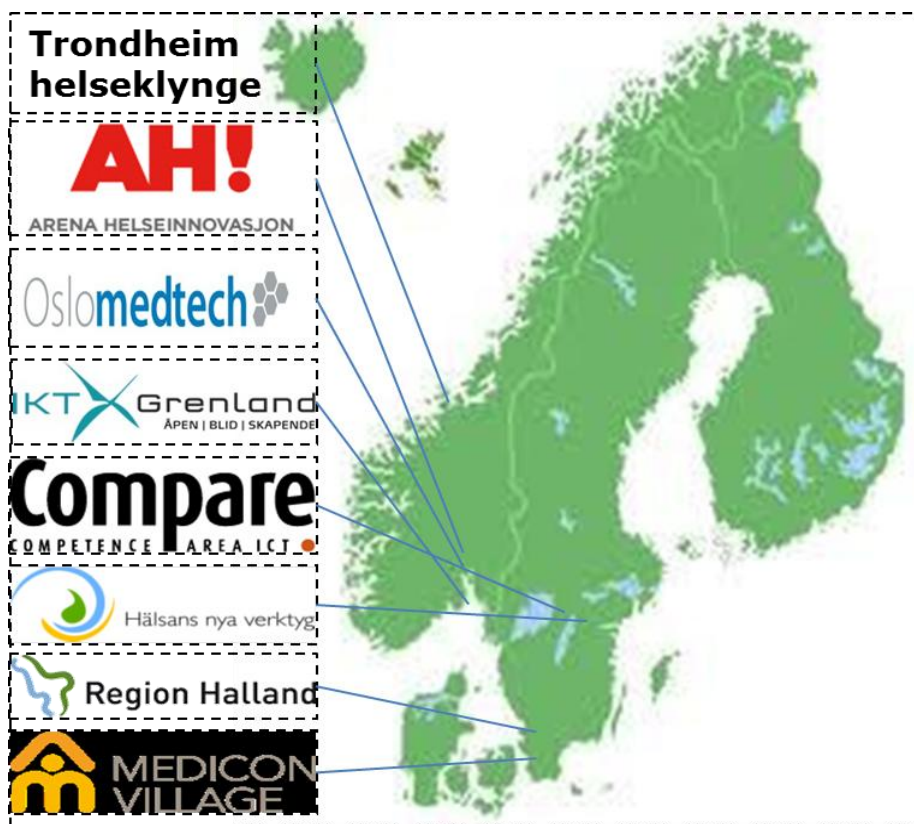 Trondheim
helseklynge
AH!
ARENA HELSEINNOVASJON
Oslomedtech
IKT Grenland
ÅPEN | BLID | SKAPENDE
Compare
COMPETENCE AREA ICT
Hälsans nya verktyg
Region Halland
MEDICON
VILLAGE